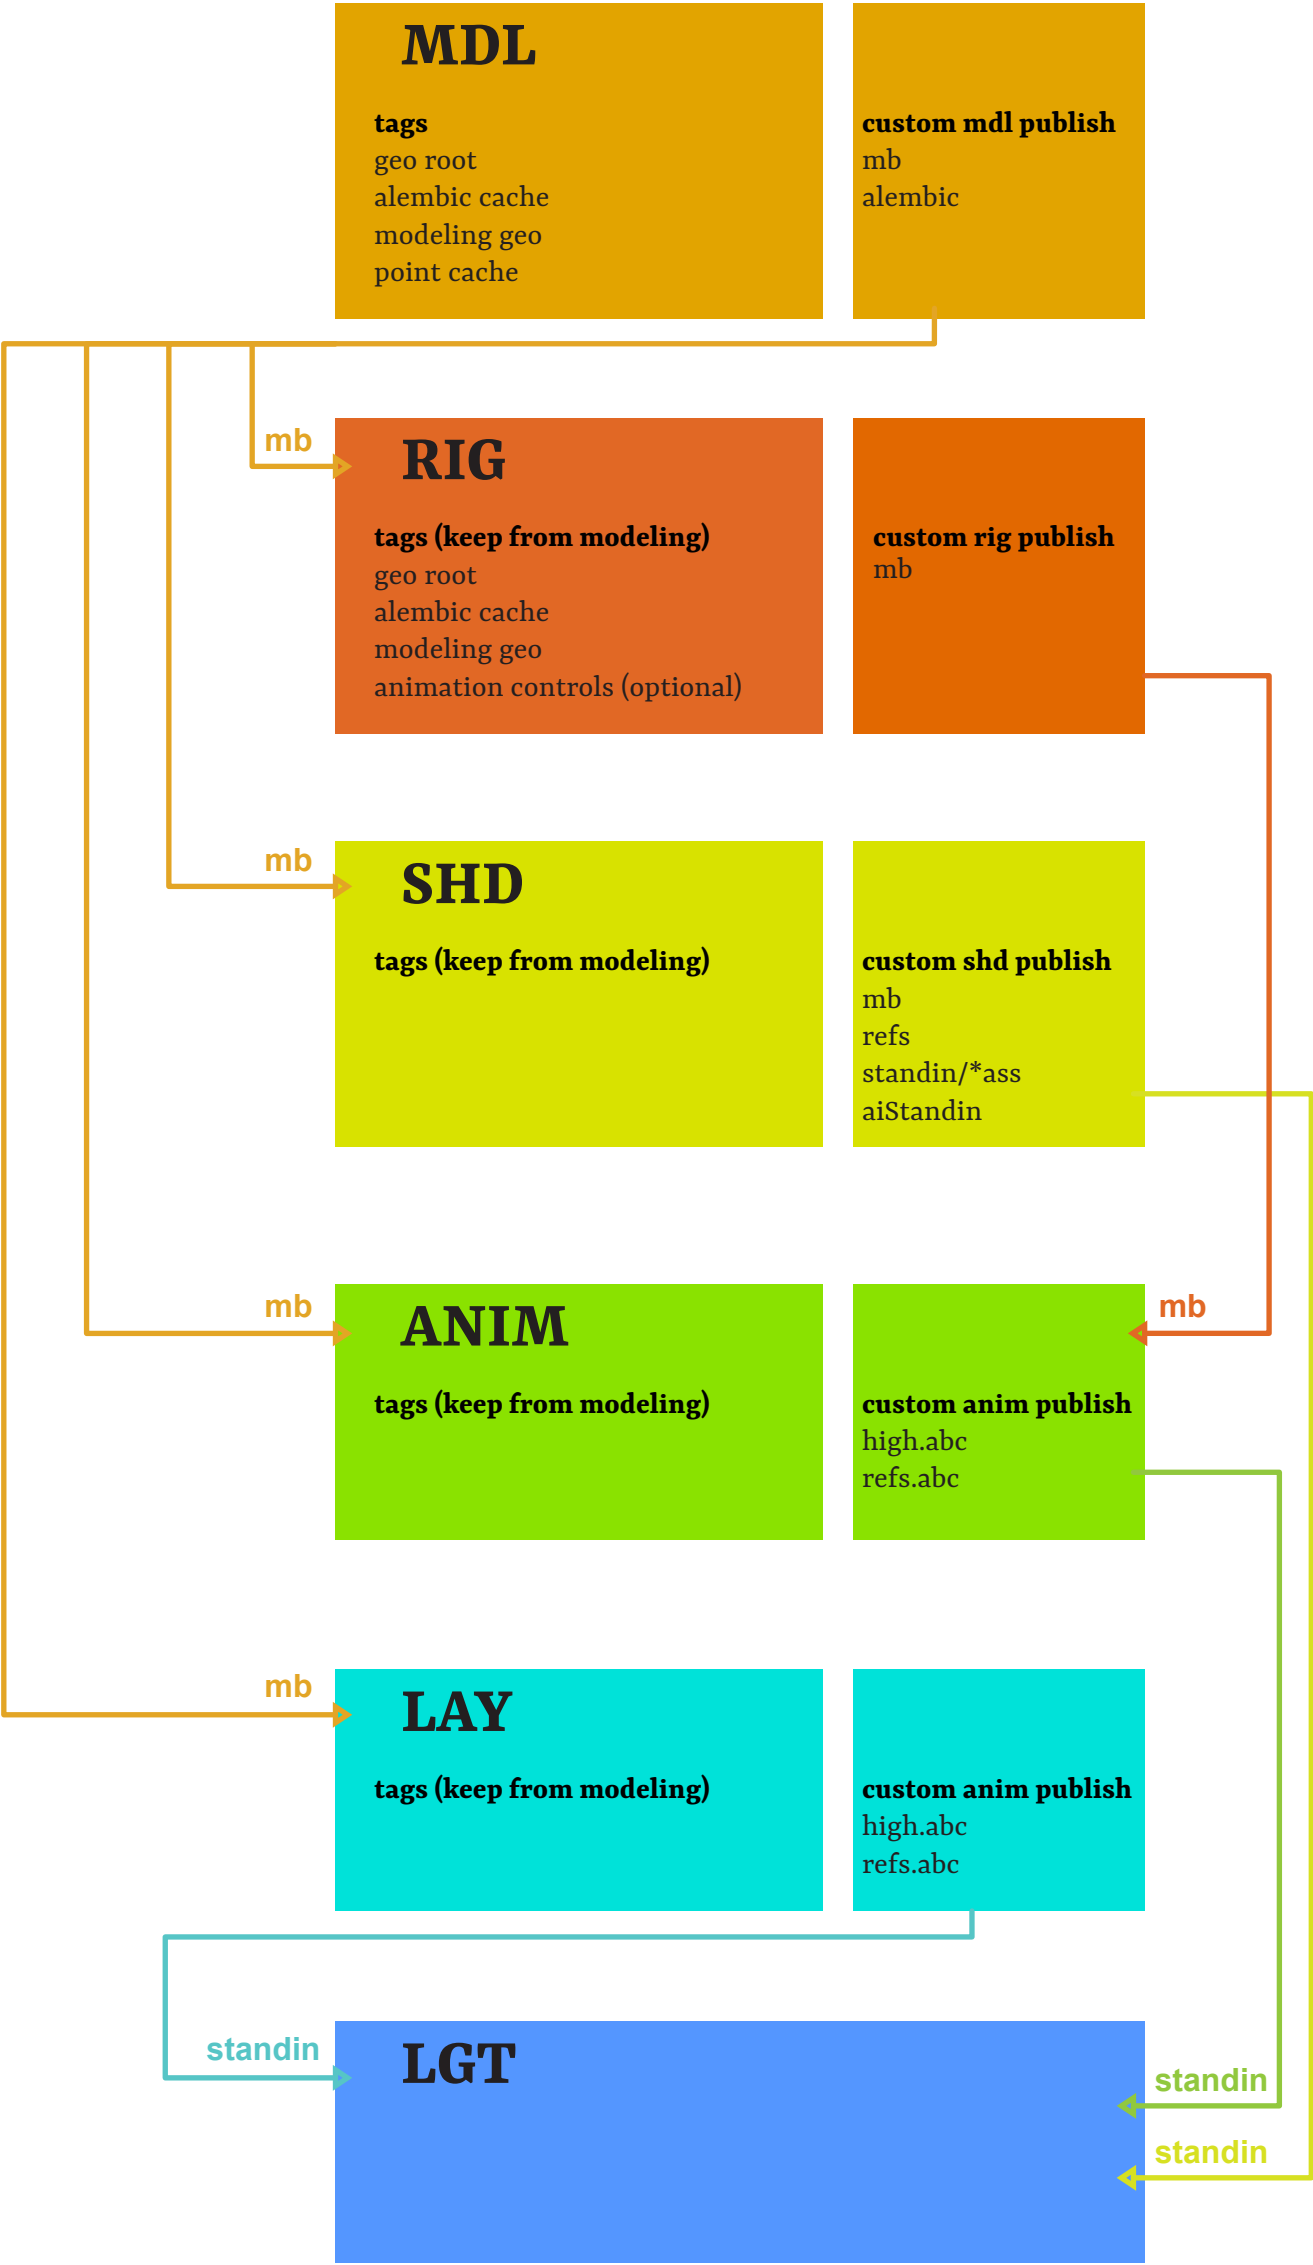 MDL
tags
geo root
alembic cache
modeling geo
point cache
custom mdl publish
mb
alembic
mb
RIG
tags (keep from modeling)
geo root
alembic cache
modeling geo
animation controls (optional)
custom rig publish
mb
mb
SHD
tags (keep from modeling)
custom shd publish
mb
refs
standin/*ass
aiStandin
mb
ANIM
tags (keep from modeling)
mb
custom anim publish
high.abc
refs.abc
mb
LAY
tags (keep from modeling)
custom anim publish
high.abc
refs.abc
standin
LGT
standin
standin